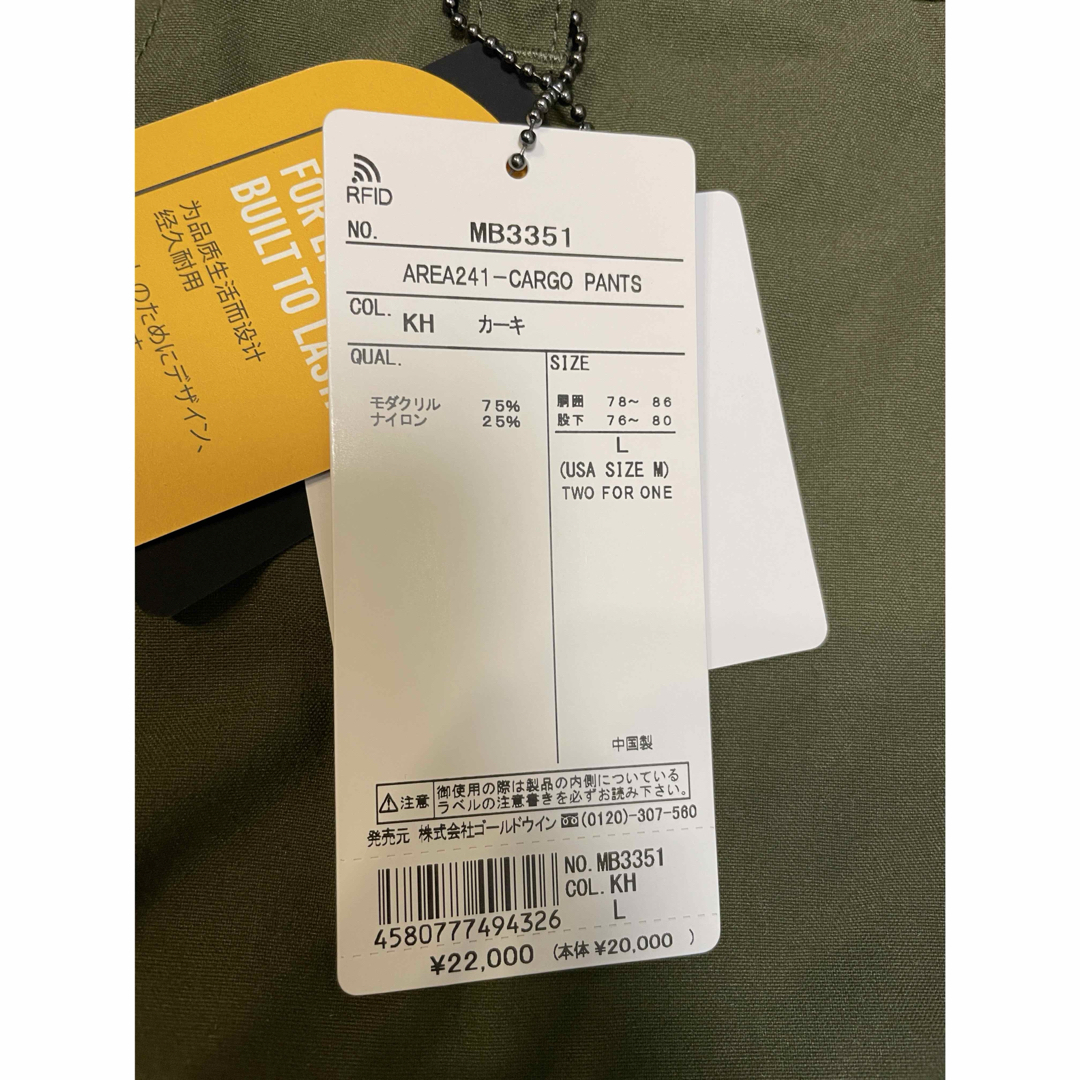 RFID
NO. MB3351
AREA241-CARGO PANTS
COL. KH カーキ
QUAL.
モダクリル 75%
ナイロン 25%
SIZE
胴囲 78~ 86
股下 76~ 80
L
(USA SIZE M)
TWO FOR ONE
中国製
注意 御使用の際は製品の内側についている
ラベルの注意書きを必ずお読み下さい。
発売元 株式会社ゴールドウイン (0120)-307-560
NO. MB3351
COL. KH
L
4580777494326
¥22,000 (本体 ¥20,000 )
FOR
BUILT TO
为品质生活而设计
经久耐用
のためにデザイン、